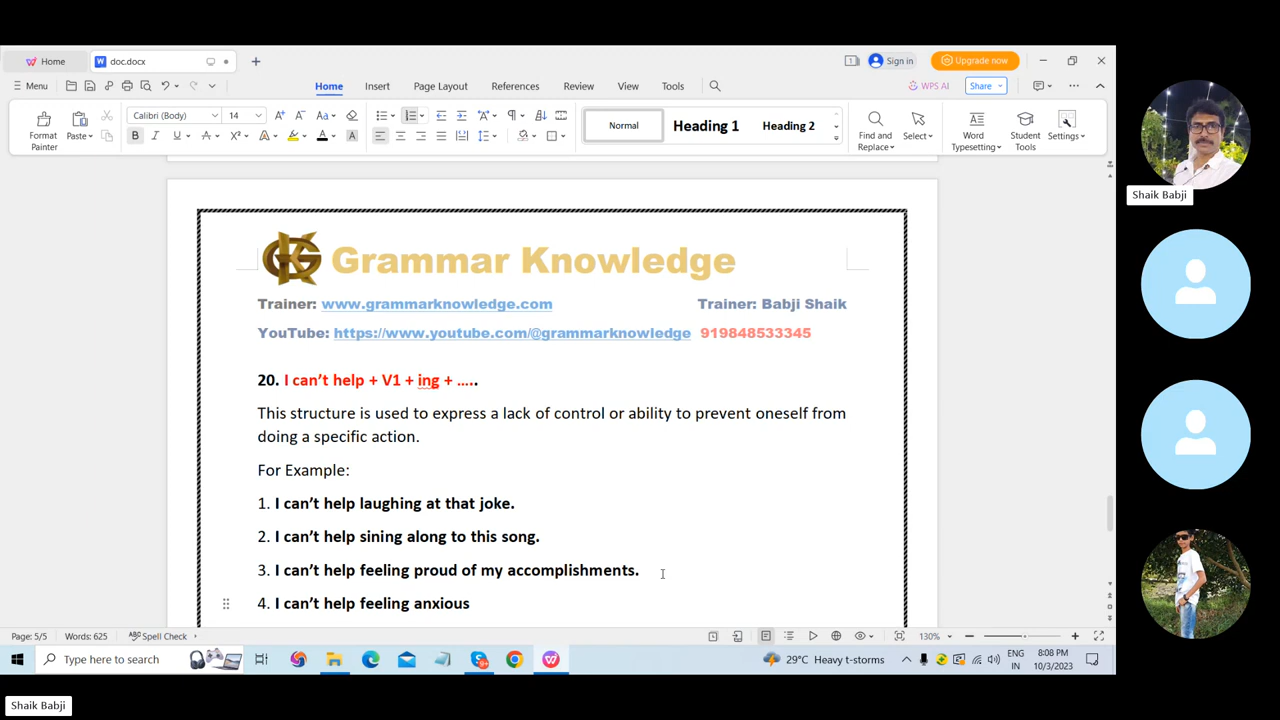 Home
doc.docx
Sign in
Upgrade now
Menu
Home
Insert
Page Layout
References
Review
View
Tools
WPS AI
Share
Format Painter
Paste
Calibri (Body)
14
Normal
Heading 1
Heading 2
Find and Replace
Select
Word Typesetting
Student Tools
Settings
Grammar Knowledge
Trainer: www.grammarknowledge.com Trainer: Babji Shaik
YouTube: https://www.youtube.com/@grammarknowledge 919848533345
20. I can’t help + V1 + ing + .....
This structure is used to express a lack of control or ability to prevent oneself from
doing a specific action.
For Example:
1. I can’t help laughing at that joke.
2. I can’t help sining along to this song.
3. I can’t help feeling proud of my accomplishments.
4. I can’t help feeling anxious
Page: 5/5 Words: 625 Spell Check 130%
Type here to search
29°C Heavy t-storms
ENG
IN
8:08 PM
10/3/2023
Shaik Babji
Shaik Babji